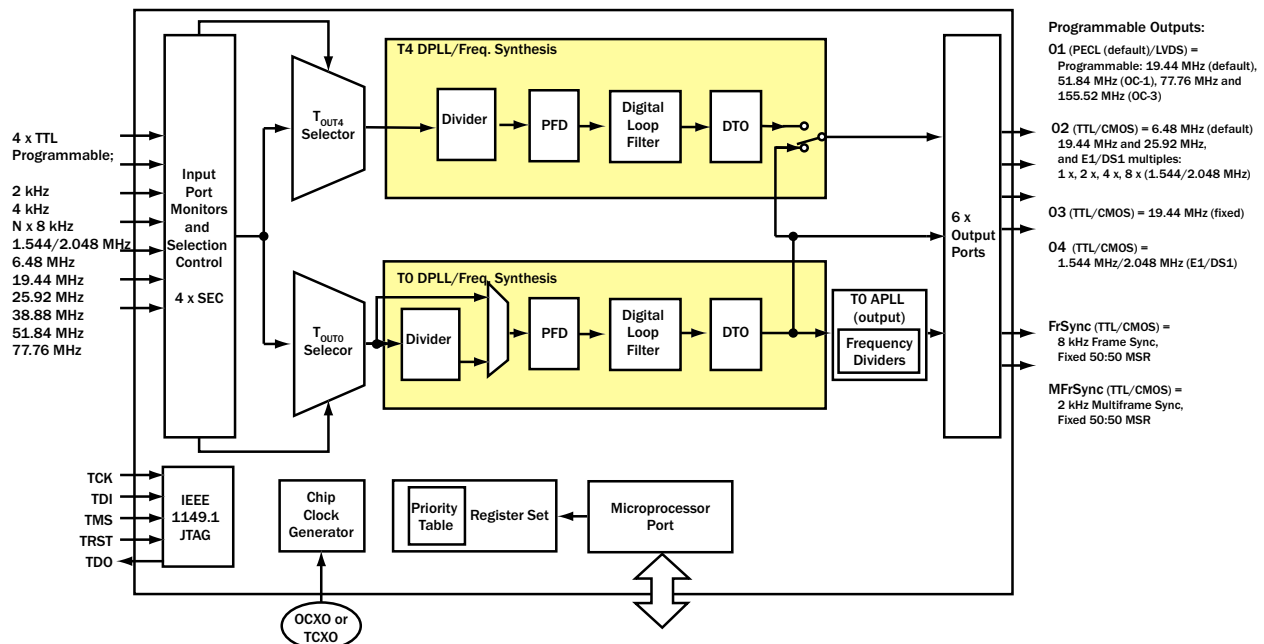 4 x TTL
Programmable;
2 kHz
4 kHz
N x 8 kHz
1.544/2.048 MHz
6.48 MHz
19.44 MHz
25.92 MHz
38.88 MHz
51.84 MHz
77.76 MHz
Input
Port
Monitors
and
Selection
Control
4 x SEC
TOUT4
Selector
T4 DPLL/Freq. Synthesis
Divider
PFD
Digital
Loop
Filter
DTO
TOUT0
Selecor
T0 DPLL/Freq. Synthesis
Divider
PFD
Digital
Loop
Filter
DTO
T0 APLL
(output)
Frequency
Dividers
6 x
Output
Ports
Programmable Outputs:
01 (PECL (default)/LVDS) =
Programmable: 19.44 MHz (default),
51.84 MHz (OC-1), 77.76 MHz and
155.52 MHz (OC-3)
02 (TTL/CMOS) = 6.48 MHz (default)
19.44 MHz and 25.92 MHz,
and E1/DS1 multiples:
1 x, 2 x, 4 x, 8 x (1.544/2.048 MHz)
03 (TTL/CMOS) = 19.44 MHz (fixed)
04 (TTL/CMOS) =
1.544 MHz/2.048 MHz (E1/DS1)
FrSync (TTL/CMOS) =
8 kHz Frame Sync,
Fixed 50:50 MSR
MFrSync (TTL/CMOS) =
2 kHz Multiframe Sync,
Fixed 50:50 MSR
TCK
TDI
TMS
TRST
TDO
IEEE
1149.1
JTAG
Chip
Clock
Generator
OCXO or
TCXO
Priority
Table
Register Set
Microprocessor
Port